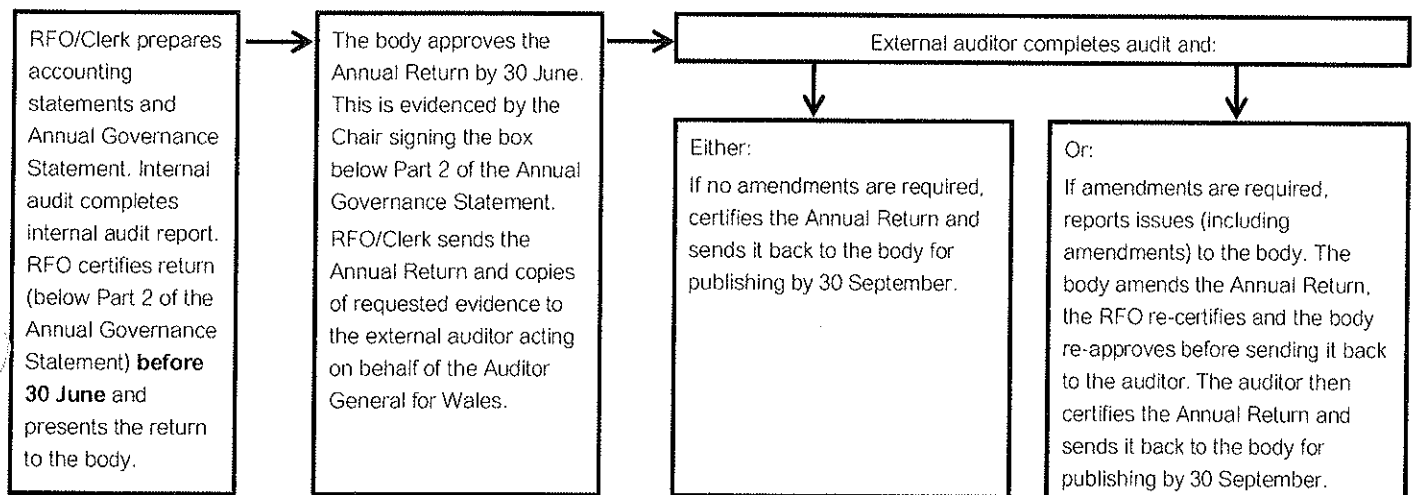 RFO/Clerk prepares
accounting
statements and
Annual Governance
Statement. Internal
audit completes
internal audit report.
RFO certifies return
(below Part 2 of the
Annual Governance
Statement) before
30 June and
presents the return
to the body.
The body approves the
Annual Return by 30 June.
This is evidenced by the
Chair signing the box
below Part 2 of the Annual
Governance Statement.
RFO/Clerk sends the
Annual Return and copies
of requested evidence to
the external auditor acting
on behalf of the Auditor
General for Wales.
External auditor completes audit and:
Either:
If no amendments are required,
certifies the Annual Return and
sends it back to the body for
publishing by 30 September.
Or:
If amendments are required,
reports issues (including
amendments) to the body. The
body amends the Annual Return,
the RFO re-certifies and the body
re-approves before sending it back
to the auditor. The auditor then
certifies the Annual Return and
sends it back to the body for
publishing by 30 September.